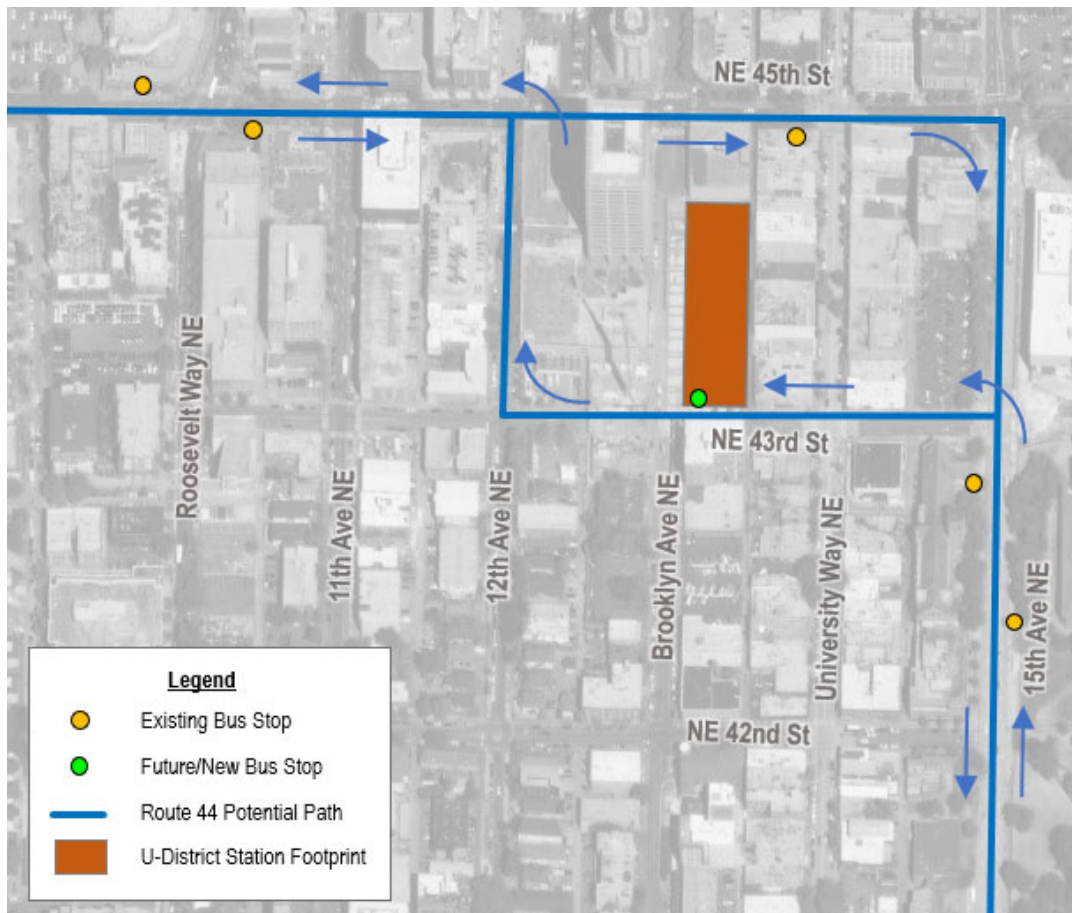 NE 45th St
Roosevelt Way NE
11th Ave NE
12th Ave NE
Brooklyn Ave NE
University Way NE
15th Ave NE
NE 43rd St
NE 42nd St
Legend
Existing Bus Stop
Future/New Bus Stop
Route 44 Potential Path
U-District Station Footprint